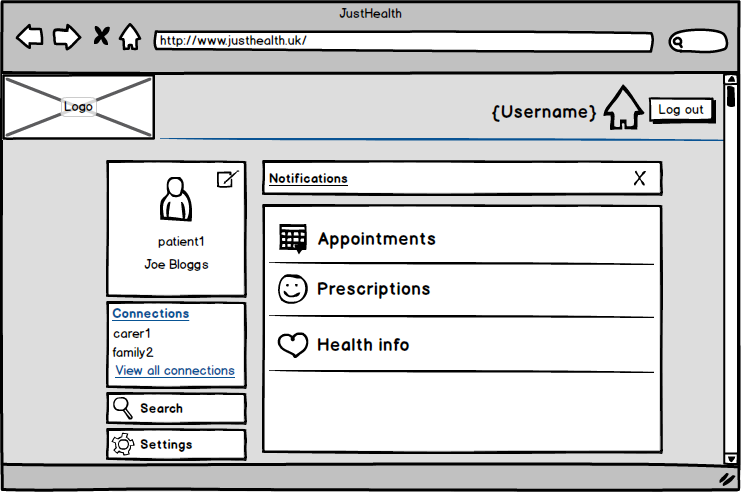 JustHealth
http://www.justhealth.uk/
Logo
{Username}
Log out
patient1
Joe Bloggs
Connections
carer1
family2
View all connections
Search
Settings
Notifications
X
Appointments
Prescriptions
Health info